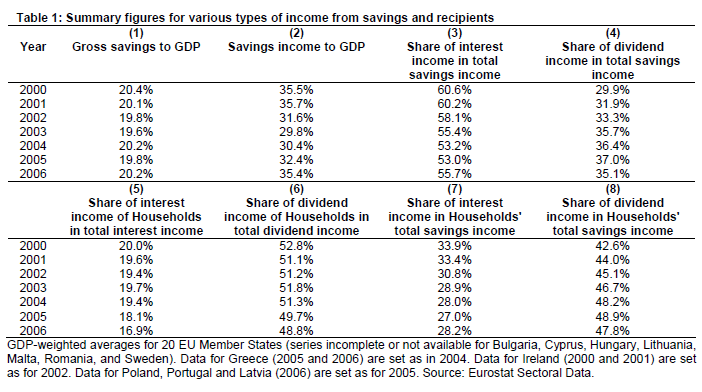 Table 1: Summary figures for various types of income from savings and recipients
(1) (2) (3) (4)
Year Gross savings to GDP Savings income to GDP Share of interest Share of dividend
income in total income in total savings
savings income income
2000 20.4% 35.5% 60.6% 29.9%
2001 20.1% 35.7% 60.2% 31.9%
2002 19.8% 31.6% 58.1% 33.3%
2003 19.6% 29.8% 55.4% 35.7%
2004 20.2% 30.4% 53.2% 36.4%
2005 19.8% 32.4% 53.0% 37.0%
2006 20.2% 35.4% 55.7% 35.1%
(5) (6) (7) (8)
Share of interest Share of dividend Share of interest Share of dividend
income of Households income of Households in income in Households' income in Households'
in total interest income total dividend income total savings income total savings income
2000 20.0% 52.8% 33.9% 42.6%
2001 19.6% 51.1% 33.4% 44.0%
2002 19.4% 51.2% 30.8% 45.1%
2003 19.7% 51.8% 28.9% 46.7%
2004 19.4% 51.3% 28.0% 48.2%
2005 18.1% 49.7% 27.0% 48.9%
2006 16.9% 48.8% 28.2% 47.8%
GDP-weighted averages for 20 EU Member States (series incomplete or not available for Bulgaria, Cyprus, Hungary, Lithuania,
Malta, Romania, and Sweden). Data for Greece (2005 and 2006) are set as in 2004. Data for Ireland (2000 and 2001) are set
as for 2002. Data for Poland, Portugal and Latvia (2006) are set as for 2005. Source: Eurostat Sectoral Data.